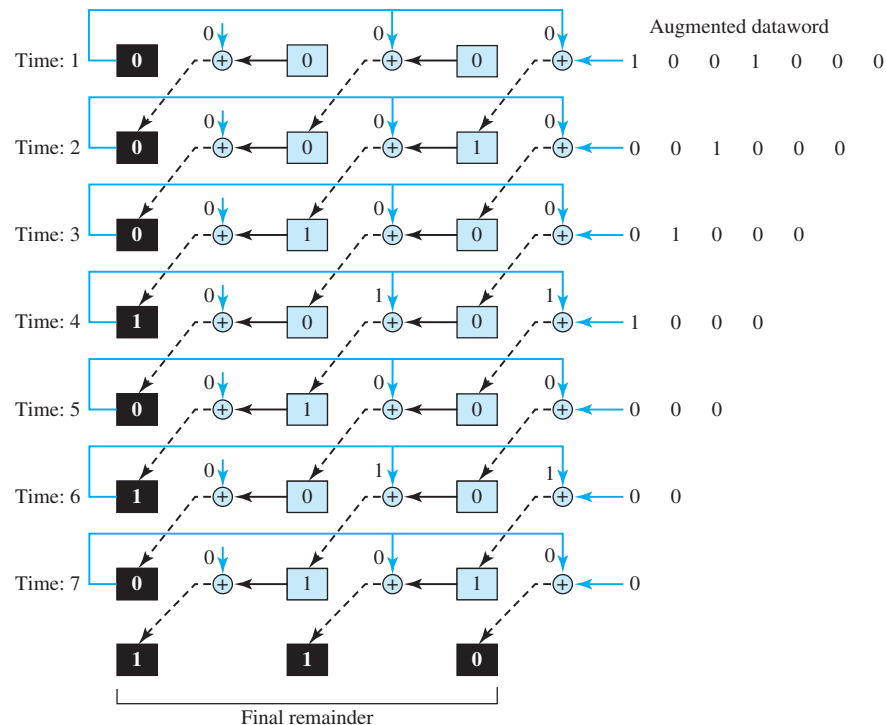 Augmented dataword
0 0 0
Time: 1 0 + 0 + 0 + 1 0 0 1 0 0 0
0 0 0
Time: 2 0 + 0 + 1 + 0 0 1 0 0 0
0 0 0
Time: 3 0 + 1 + 0 + 0 1 0 0 0
0 1 1
Time: 4 1 + 0 + 0 + 1 0 0 0
0 0 0
Time: 5 0 + 1 + 0 + 0 0 0
0 1 1
Time: 6 1 + 0 + 0 + 0 0
0 0 0
Time: 7 0 + 1 + 1 + 0
1 1 0
Final remainder